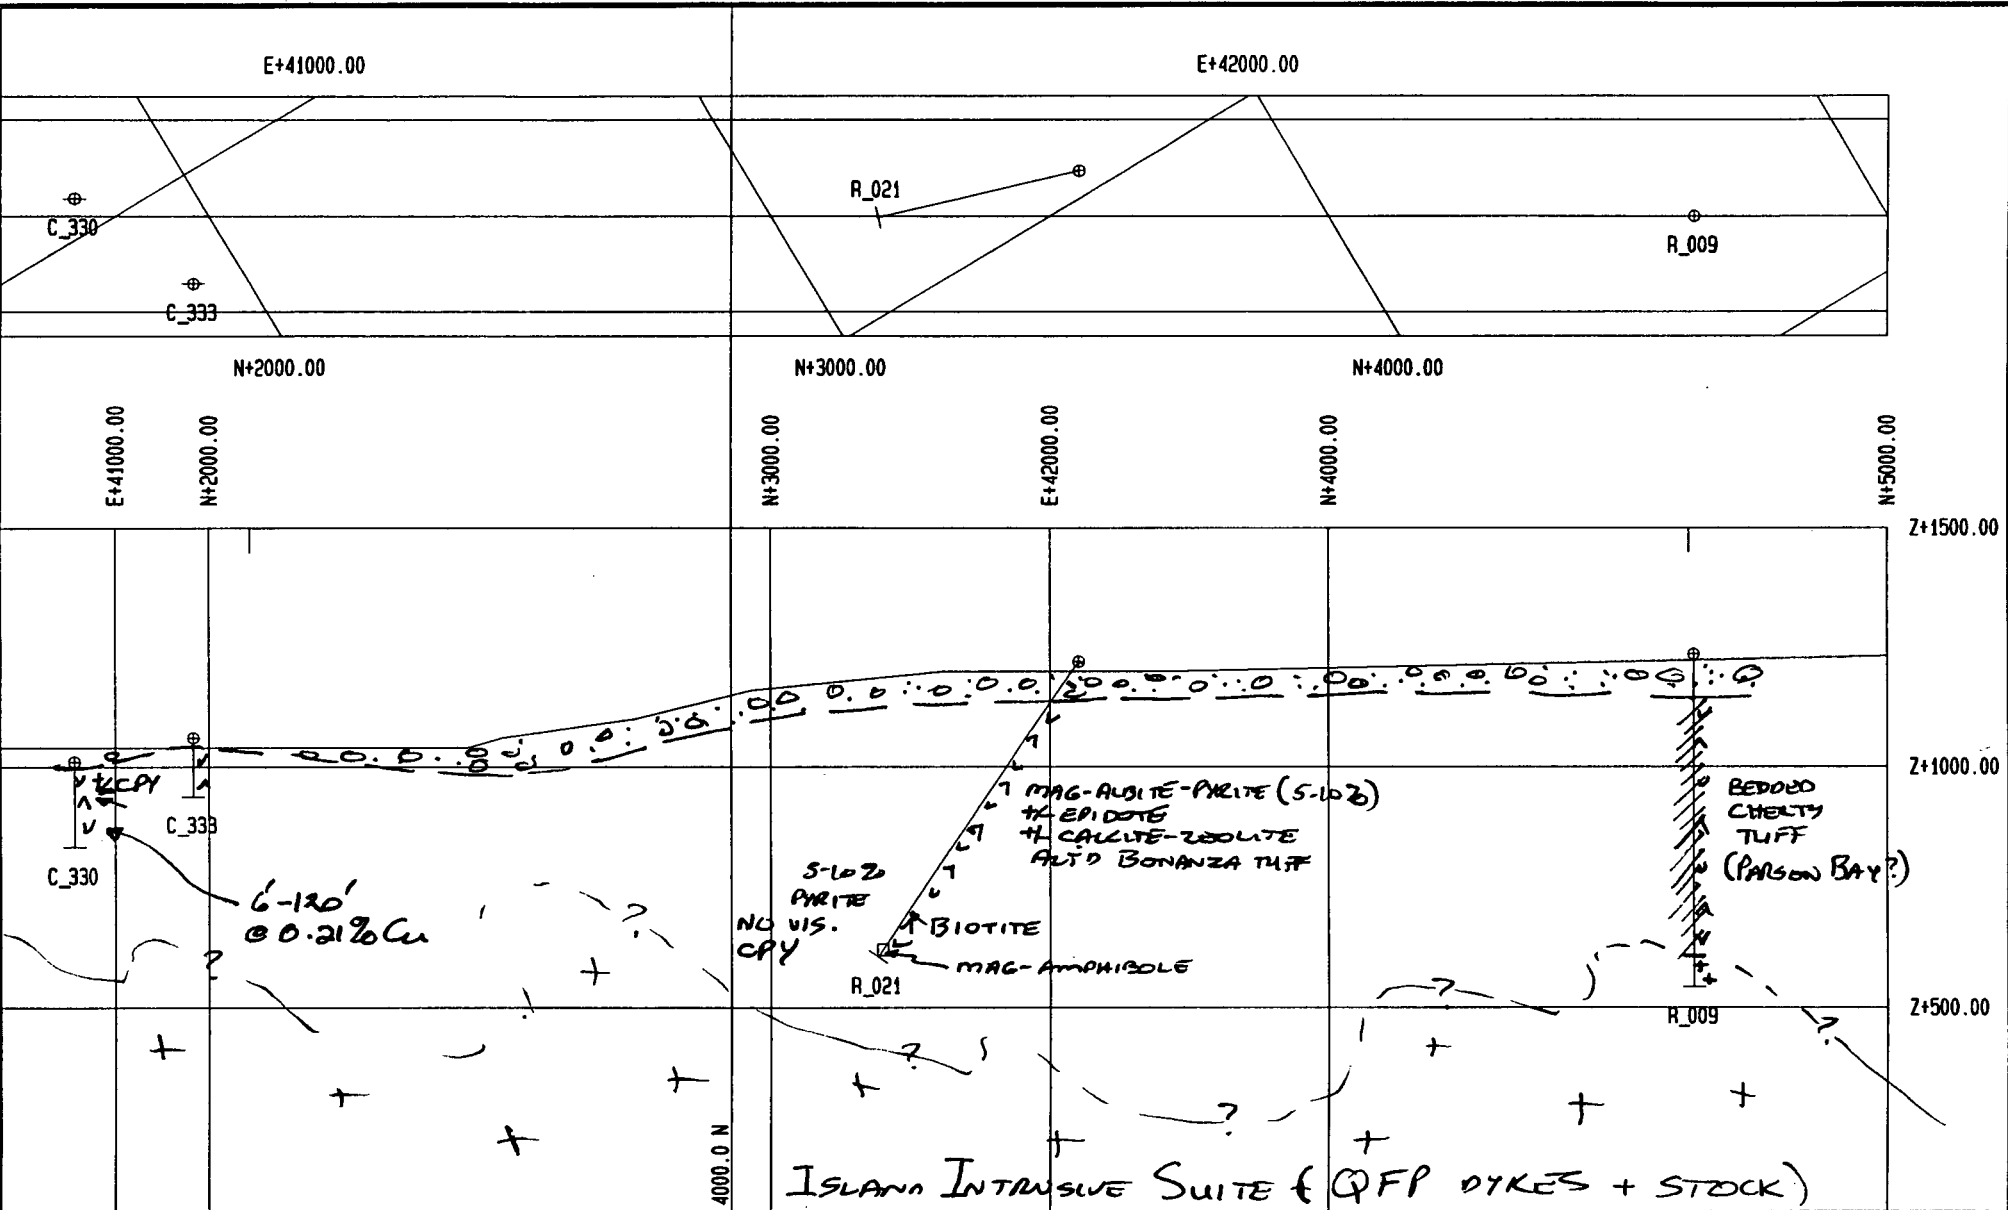 E+41000.00
E+42000.00
R_021
C_330
R_009
C_333
N+2000.00
N+3000.00
N+4000.00
E+41000.00
N+2000.00
N+3000.00
E+42000.00
N+4000.00
N+5000.00
Z+1500.00
Z+1000.00
+/- CPY
C_333
C_330
6'-120'
@ 0.21% Cu
MAG-ALBITE-PYRITE (5-10%)
+/- EPIDOTE
+/- CALCITE-ZEOLITE
ALT'D BONANZA TUFF
5-10%
PYRITE
NO VIS.
CPY
BIOTITE
MAG-AMPHIBOLE
R_021
BEDDED
CHERTY
TUFF
(PARSON BAY?)
?
?
?
?
?
?
Z+500.00
R_009
4000.0 N
ISLAND INTRUSIVE SUITE (QFP DYKES + STOCK)